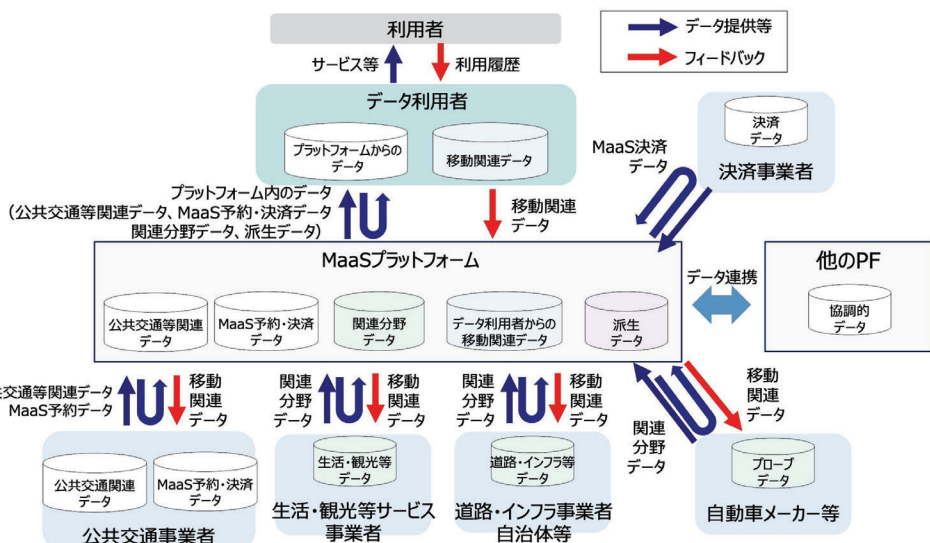 利用者
データ提供等
フィードバック
サービス等
利用履歴
データ利用者
プラットフォームからの
データ
移動関連データ
決済
データ
決済事業者
MaaS決済
データ
プラットフォーム内のデータ
（公共交通等関連データ、MaaS予約・決済データ
関連分野データ、派生データ）
移動関連
データ
MaaSプラットフォーム
公共交通等関連
データ
MaaS予約・決済
データ
関連分野
データ
データ利用者からの
移動関連データ
派生
データ
データ連携
他のPF
協調的
データ
共交通等関連データ
MaaS予約データ
移動
関連
データ
関連
分野
データ
移動
関連
データ
関連
分野
データ
移動
関連
データ
関連
分野
データ
移動
関連
データ
公共交通関連
データ
MaaS予約・決済
データ
公共交通事業者
生活・観光等
データ
生活・観光等サービス
事業者
道路・インフラ等
データ
道路・インフラ事業者
自治体等
プローブ
データ
自動車メーカー等